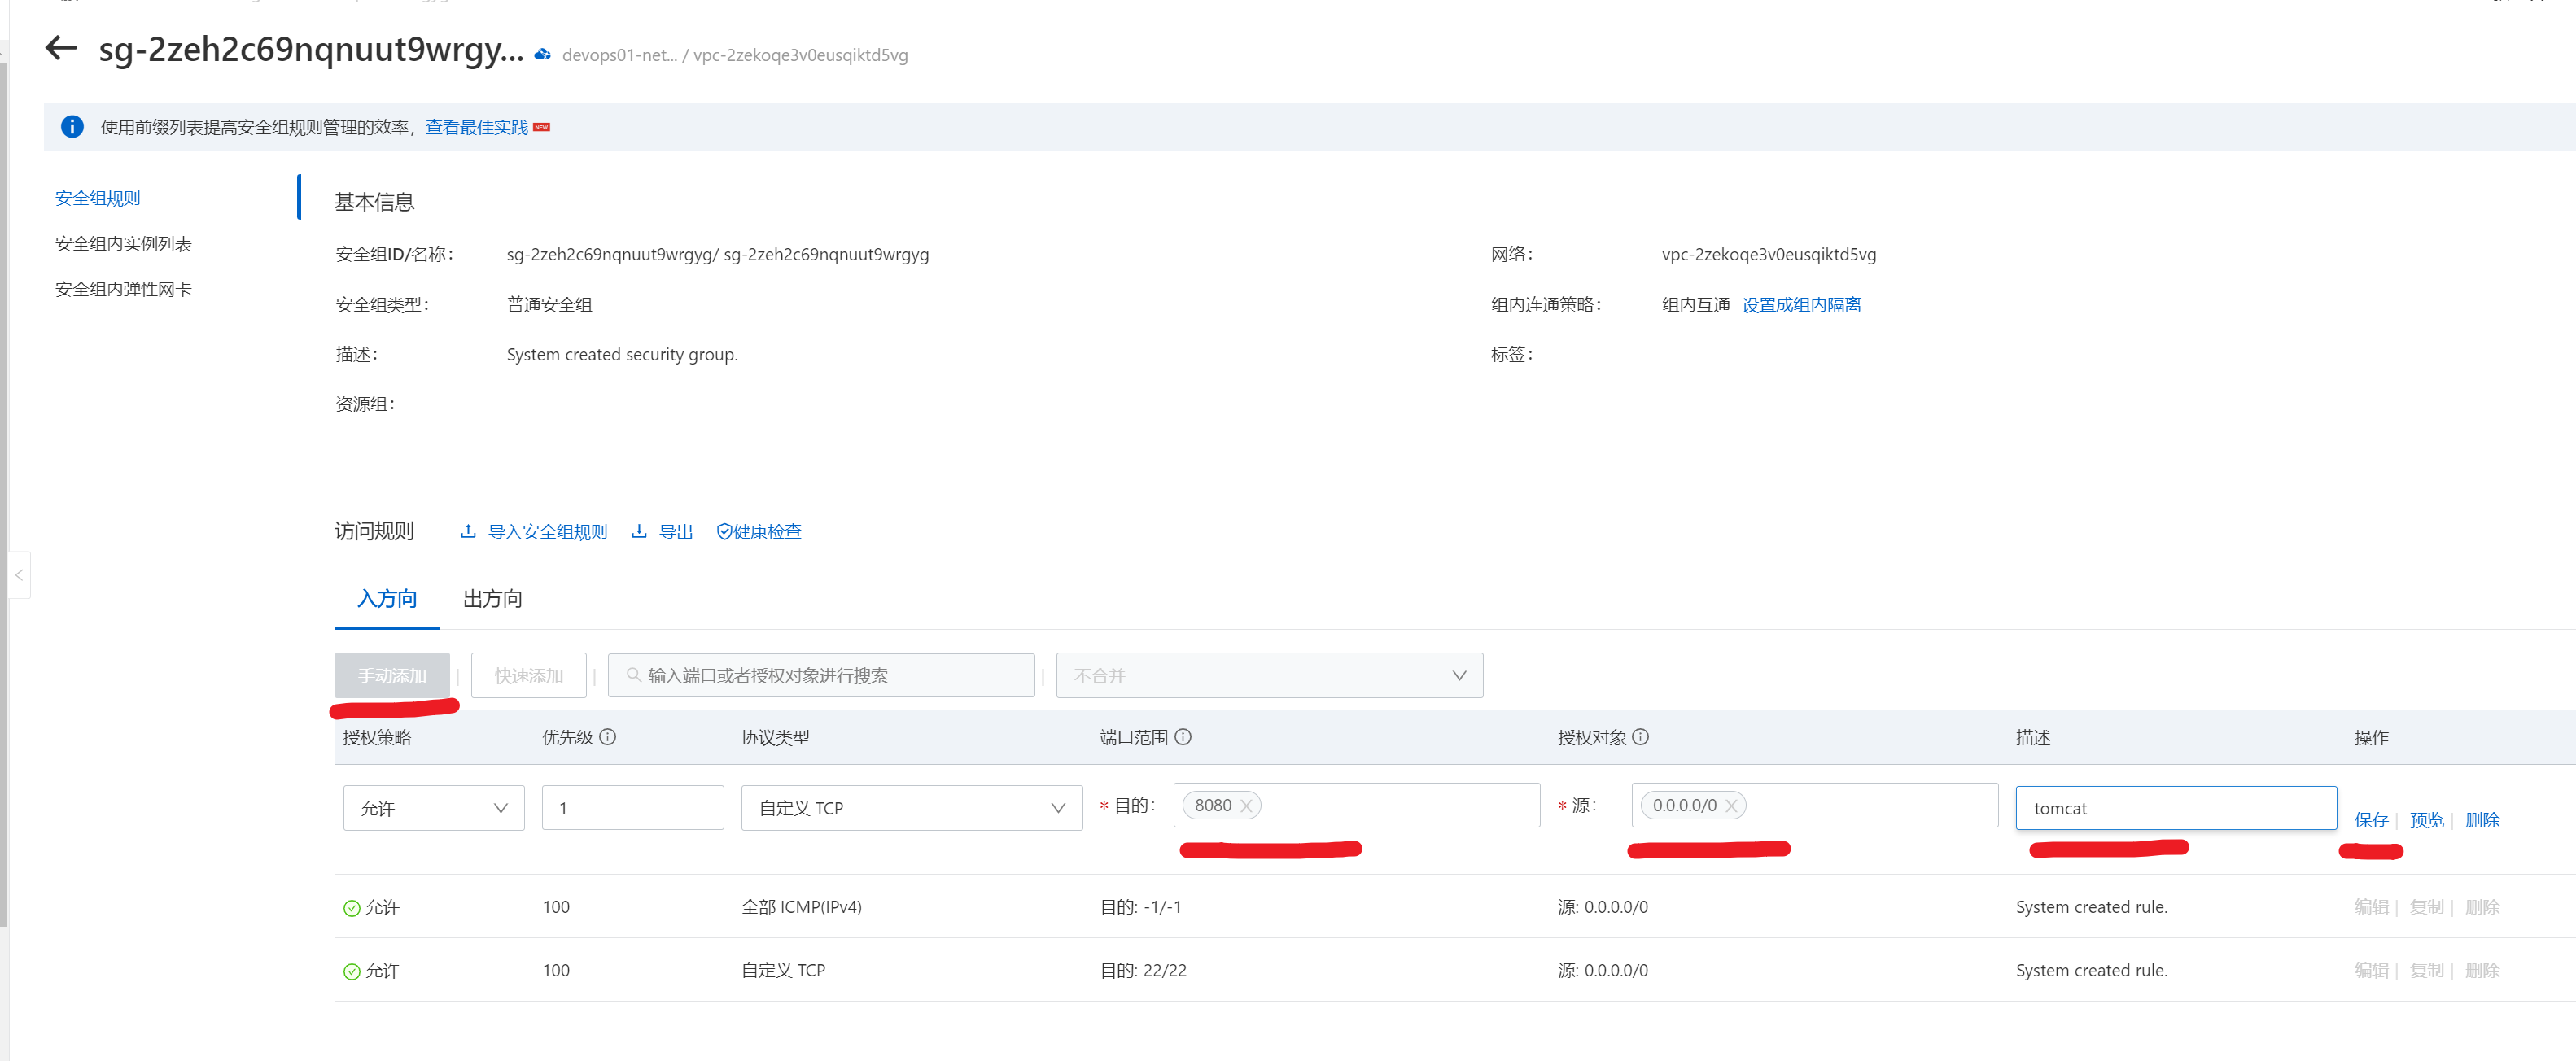 sg-2zeh2c69nqnuut9wrgy... devops01-net... / vpc-2zekoqe3v0eusqiktd5vg
使用前缀列表提高安全组规则管理的效率，查看最佳实践 NEW
安全组规则
安全组内实例列表
安全组内弹性网卡
基本信息
安全组ID/名称： sg-2zeh2c69nqnuut9wrgyg/ sg-2zeh2c69nqnuut9wrgyg 网络： vpc-2zekoqe3v0eusqiktd5vg
安全组类型： 普通安全组 组内连通策略： 组内互通 设置成组内隔离
描述： System created security group. 标签：
资源组：
访问规则 导入安全组规则 导出 健康检查
入方向 出方向
手动添加 快速添加 输入端口或者授权对象进行搜索 不合并
授权策略 优先级 协议类型 端口范围 授权对象 描述 操作
允许 1 自定义 TCP * 目的： 8080 * 源： 0.0.0.0/0 tomcat 保存 | 预览 | 删除
允许 100 全部 ICMP(IPv4) 目的: -1/-1 源: 0.0.0.0/0 System created rule. 编辑 | 复制 | 删除
允许 100 自定义 TCP 目的: 22/22 源: 0.0.0.0/0 System created rule. 编辑 | 复制 | 删除